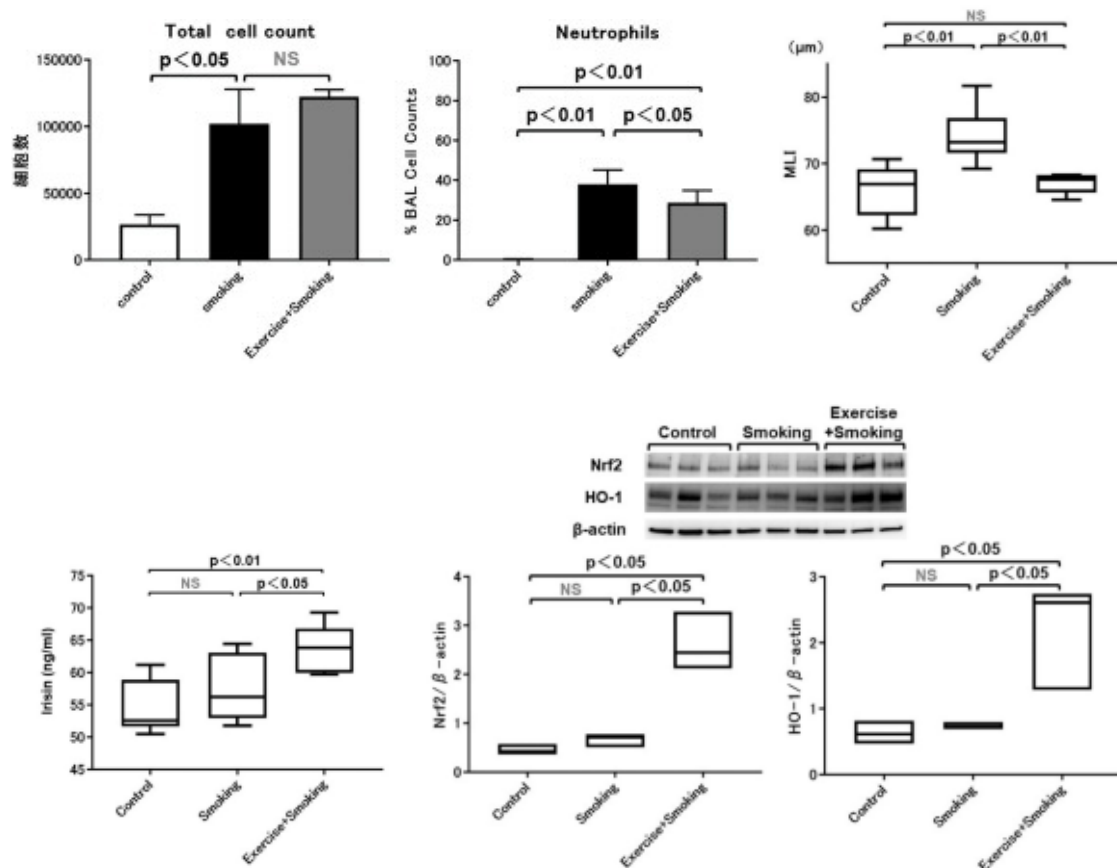 Total cell count
p<0.05
NS
150000
100000
50000
0
細胞数
control
smoking
Exercise+Smoking
Neutrophils
p<0.01
p<0.01
p<0.05
100
80
60
40
20
0
% BAL Cell Counts
control
smoking
Exercise+Smoking
NS
(μm)
p<0.01
p<0.01
80
70
60
MLI
Control
Smoking
Exercise+Smoking
Exercise
Control
Smoking
+Smoking
Nrf2
HO-1
β-actin
p<0.01
NS
p<0.05
75
70
65
60
55
50
45
Irisin (ng/ml)
Control
Smoking
Exercise+Smoking
p<0.05
NS
p<0.05
4
3
2
1
0
Nrf2/β-actin
Control
Smoking
Exercise+Smoking
p<0.05
NS
p<0.05
3
2
1
0
HO-1/β-actin
Control
Smoking
Exercise+Smoking